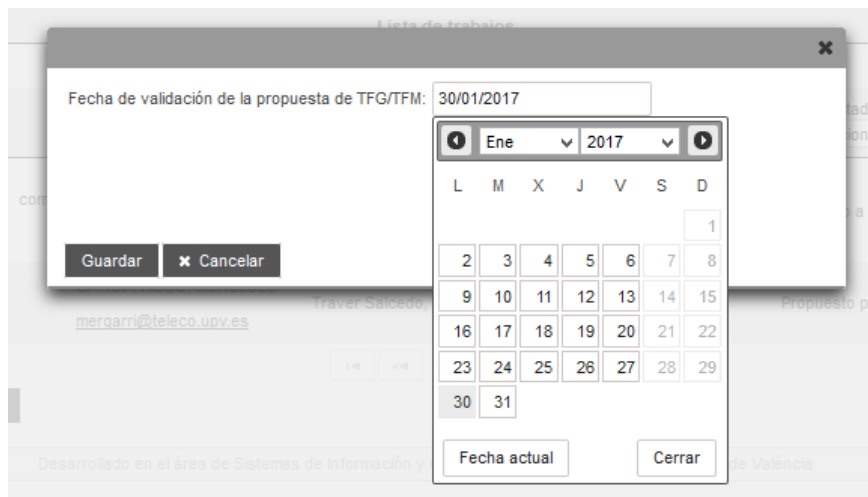 Lista de trabajos
Fecha de validación de la propuesta de TFG/TFM: 30/01/2017
Ene 2017
L M X J V S D
1
2 3 4 5 6 7 8
9 10 11 12 13 14 15
16 17 18 19 20 21 22
23 24 25 26 27 28 29
30 31
Fecha actual Cerrar
Guardar Cancelar
Traver Salcedo, Propuesto p
mergarri@teleco.upv.es
Desarrollado en el área de Sistemas de Información y de València